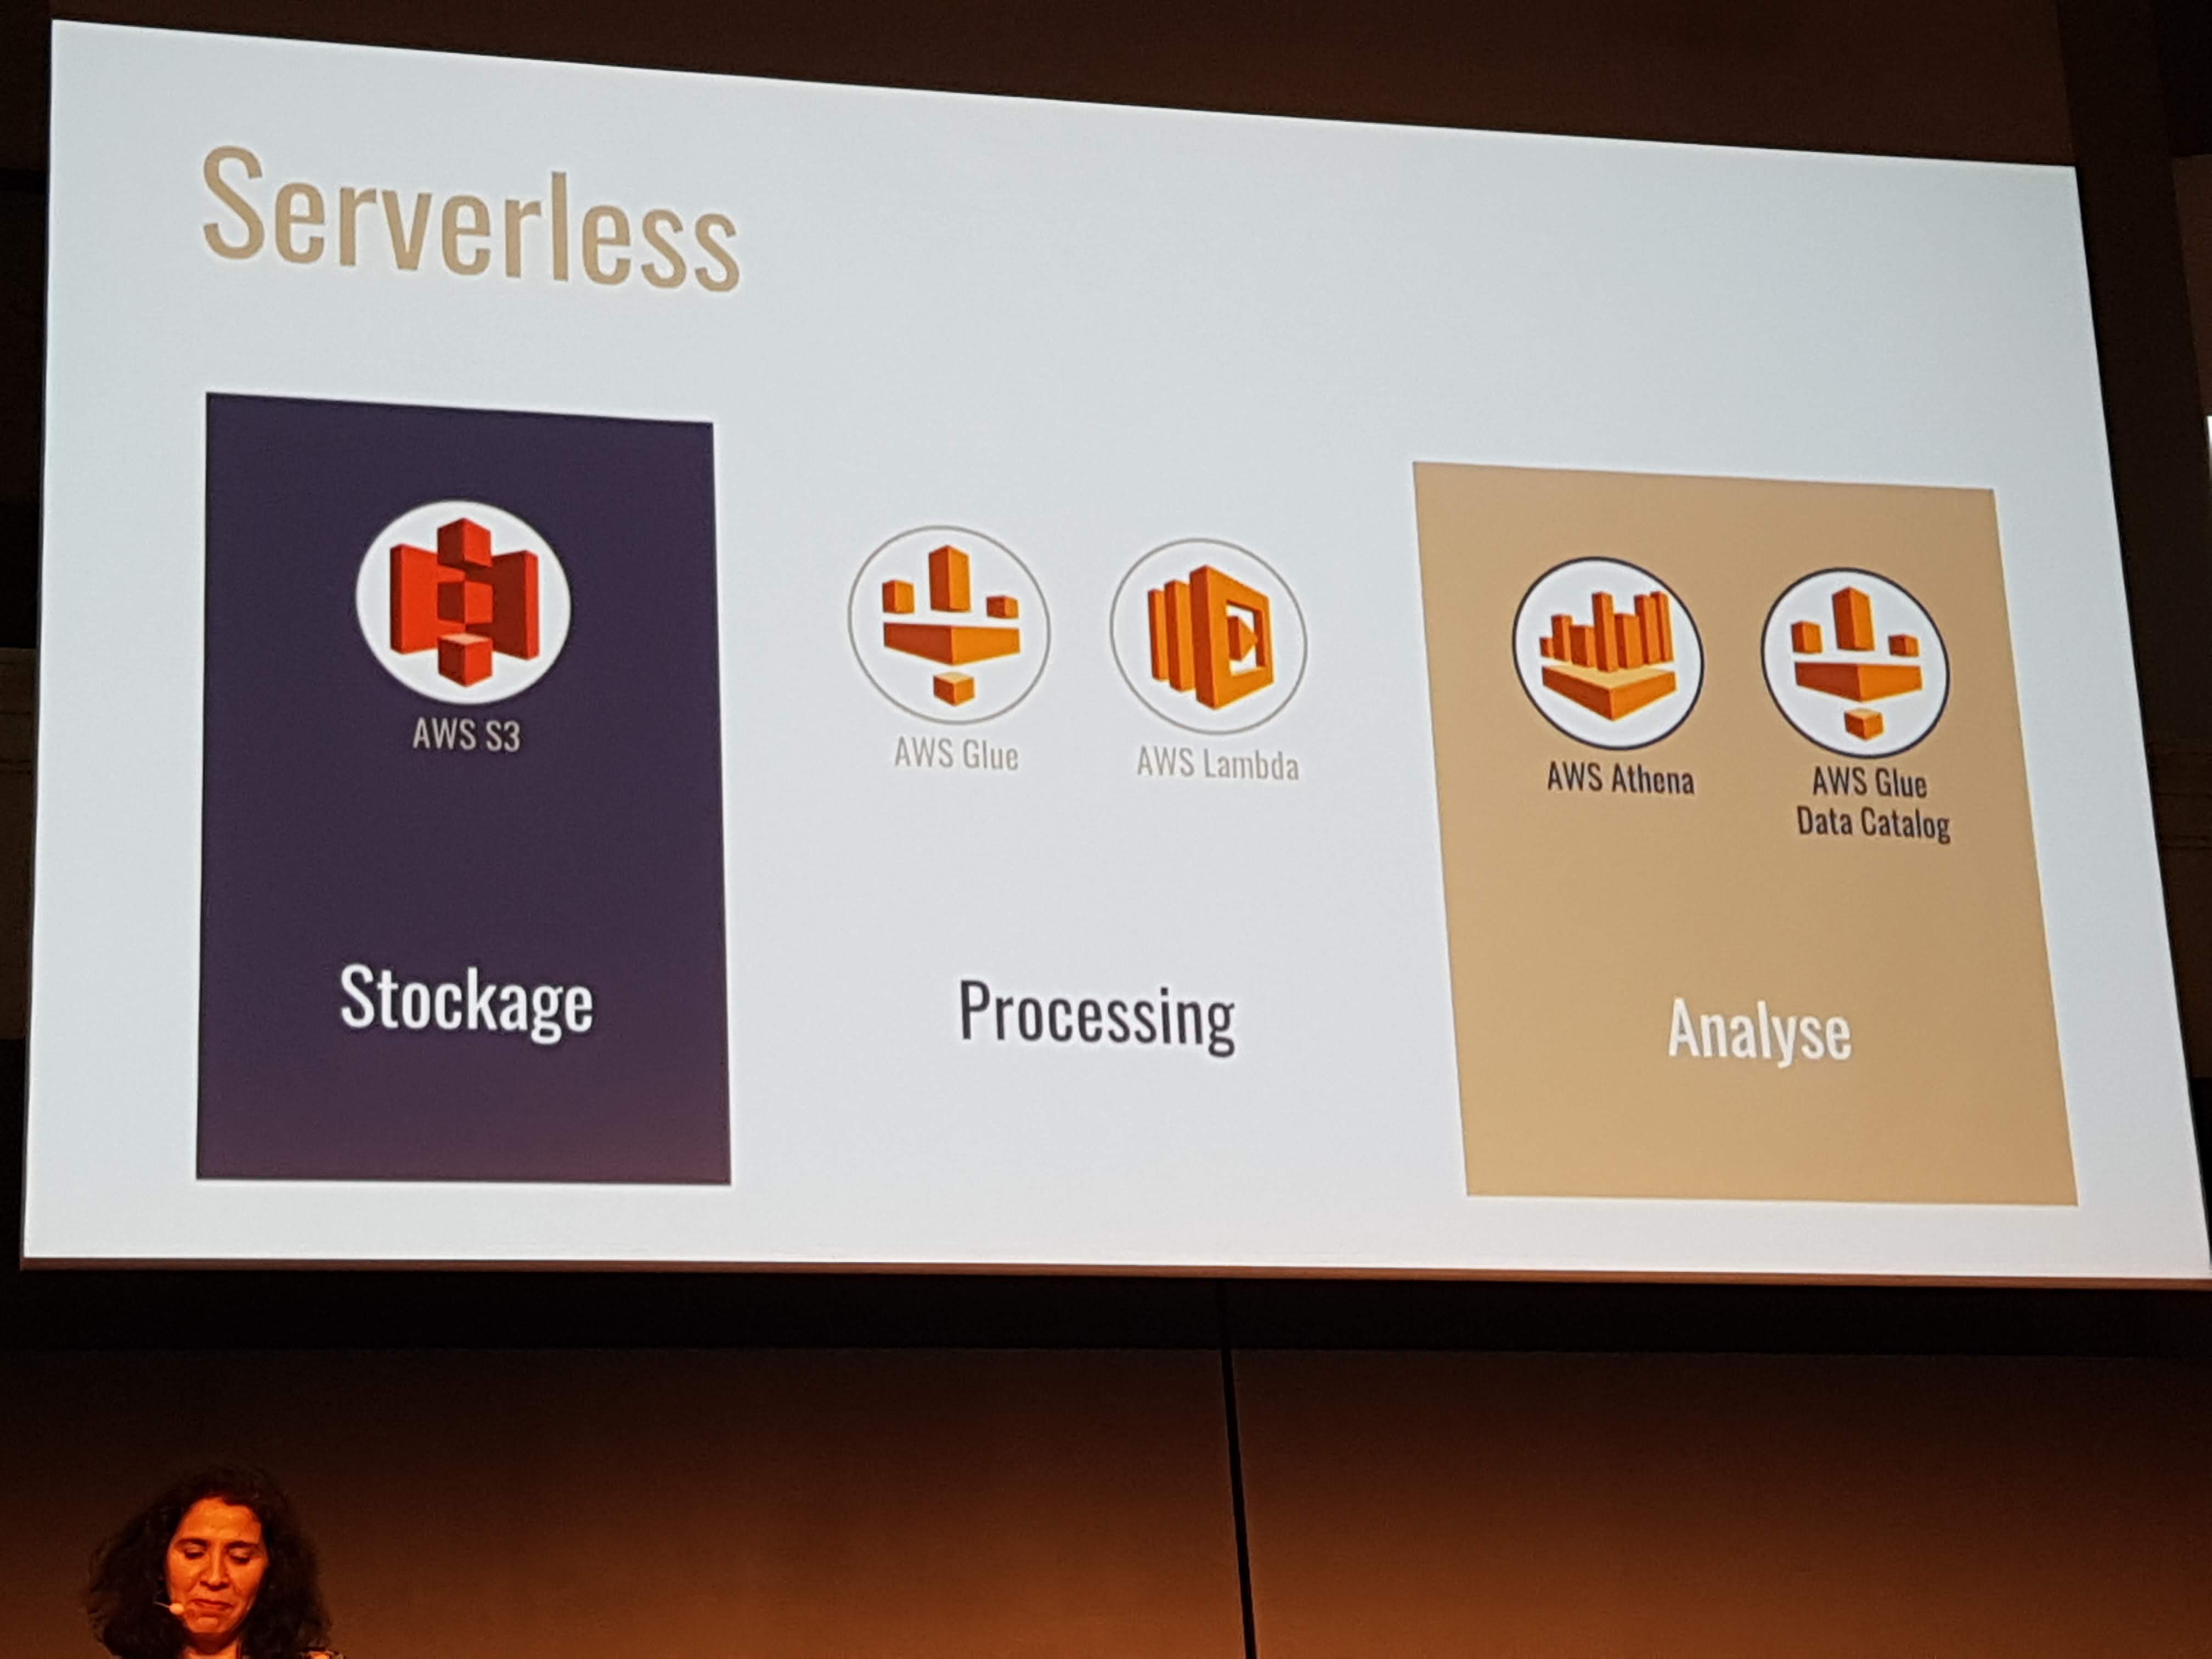 Serverless
AWS S3
AWS Glue
AWS Lambda
AWS Athena
AWS Glue
Data Catalog
Stockage
Processing
Analyse